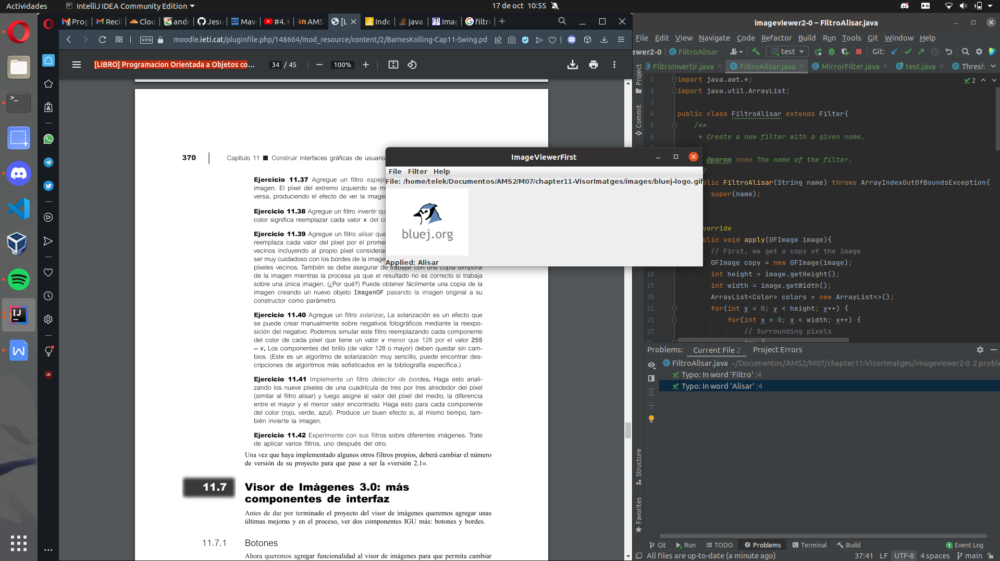 Actividades
IntelliJ IDEA Community Edition
17 de oct 10:55
Prog
Recil
Clou
andr
Jesu
Mav
#4. H
AMS
[L
Inde
java
Imag
filtro
VPN
moodle.ieti.cat/pluginfile.php/148664/mod_resource/content/2/BarnesKolling-Cap11-Swing.pd
[LIBRO] Programacion Orientada a Objetos co...
34 / 45
100%
370
Capítulo 11 ■ Construir interfaces gráficas de usuario
Ejercicio 11.37 Agregue un filtro espejo
imagen. El píxel del extremo izquierdo se m
versa, produciendo el efecto de ver la image
Ejercicio 11.38 Agregue un filtro invertir qu
color significa reemplazar cada valor x del co
Ejercicio 11.39 Agregue un filtro alisar que
reemplaza cada valor del píxel por el prome
vecinos incluyendo al propio píxel considera
ser muy cuidadoso con los bordes de la image
píxeles vecinos. También se debe asegurar de trabajar con una copia temporal
de la imagen mientras la procesa ya que el resultado no es correcto si trabaja
sobre una única imagen. (¿Por qué?) Puede obtener fácilmente una copia de la
imagen creando un nuevo objeto ImagenOF pasando la imagen original a su
constructor como parámetro.
Ejercicio 11.40 Agregue un filtro solarizar. La solarización es un efecto que
se puede crear manualmente sobre negativos fotográficos mediante la reexpo-
sición del negativo. Podemos simular este filtro reemplazando cada componente
del color de cada píxel que tiene un valor v menor que 128 por el valor 255
– v. Los componentes del brillo (de valor 128 o mayor) deben quedar sin cam-
bios. (Este es un algoritmo de solarización muy sencillo, puede encontrar des-
cripciones de algoritmos más sofisticados en la bibliografía específica.)
Ejercicio 11.41 Implemente un filtro detector de bordes. Haga esto anali-
zando los nueve píxeles de una cuadrícula de tres por tres alrededor del píxel
(similar al filtro alisar) y luego asigne al valor del píxel del medio, la diferencia
entre el mayor y el menor valor encontrado. Haga esto para cada componente
del color (rojo, verde, azul). Produce un buen efecto si, al mismo tiempo, tam-
bién invierte la imagen.
Ejercicio 11.42 Experimente con sus filtros sobre diferentes imágenes. Trate
de aplicar varios filtros, uno después del otro.
Una vez que haya implementado algunos otros filtros propios, deberá cambiar el número
de versión de su proyecto para que pase a ser la «versión 2.1».
11.7 Visor de Imágenes 3.0: más
componentes de interfaz
Antes de dar por terminado el proyecto del visor de imágenes queremos agregar unas
últimas mejoras y en el proceso, ver dos componentes IGU más: botones y bordes.
11.7.1 Botones
Ahora queremos agregar funcionalidad al visor de imágenes para que permita cambiar
ImageViewerFirst
File Filter Help
File: /home/telek/Documentos/AMS2/M07/chapter11-VisorImatges/images/bluej-logo.gif
bluej.org
Applied: Alisar
imageviewer2-0 – FiltroAlisar.java
File Edit View Navigate Code Refactor Build Run Tools Git Window Help
ewer2-0
FiltroAlisar
test
Git:
FiltroInvertir.java
FiltroAlisar.java
MirrorFilter.java
test.java
Thresh
Project
Commit
2
1 import java.awt.*;
2 import java.util.ArrayList;
3
4 public class FiltroAlisar extends Filter{
5 /**
6 * Create a new filter with a given name.
@param name The name of the filter.
/
blic FiltroAlisar(String name) throws ArrayIndexOutOfBoundsException{
super(name);
verride
blic void apply(OFImage image){
// First, we get a copy of the image
OFImage copy = new OFImage(image);
18 int height = image.getHeight();
19 int width = image.getWidth();
20 ArrayList<Color> colors = new ArrayList<>();
21 for(int y = 0; y < height; y++) {
22 for(int x = 0; x < width; x++) {
23 // Surrounding pixels
try {
Problems:
Current File 2
Project Errors
FiltroAlisar.java ~/Documentos/AMS2/M07/chapter11-VisorImatges/imageviewer2-0 2 proble
Typo: In word 'Filtro' :4
Typo: In word 'Alisar' :4
Structure
Favorites
Git
Run
TODO
Problems
Terminal
Build
1 Event Log
All files are up-to-date (a minute ago)
37:41 LF UTF-8 4 spaces main